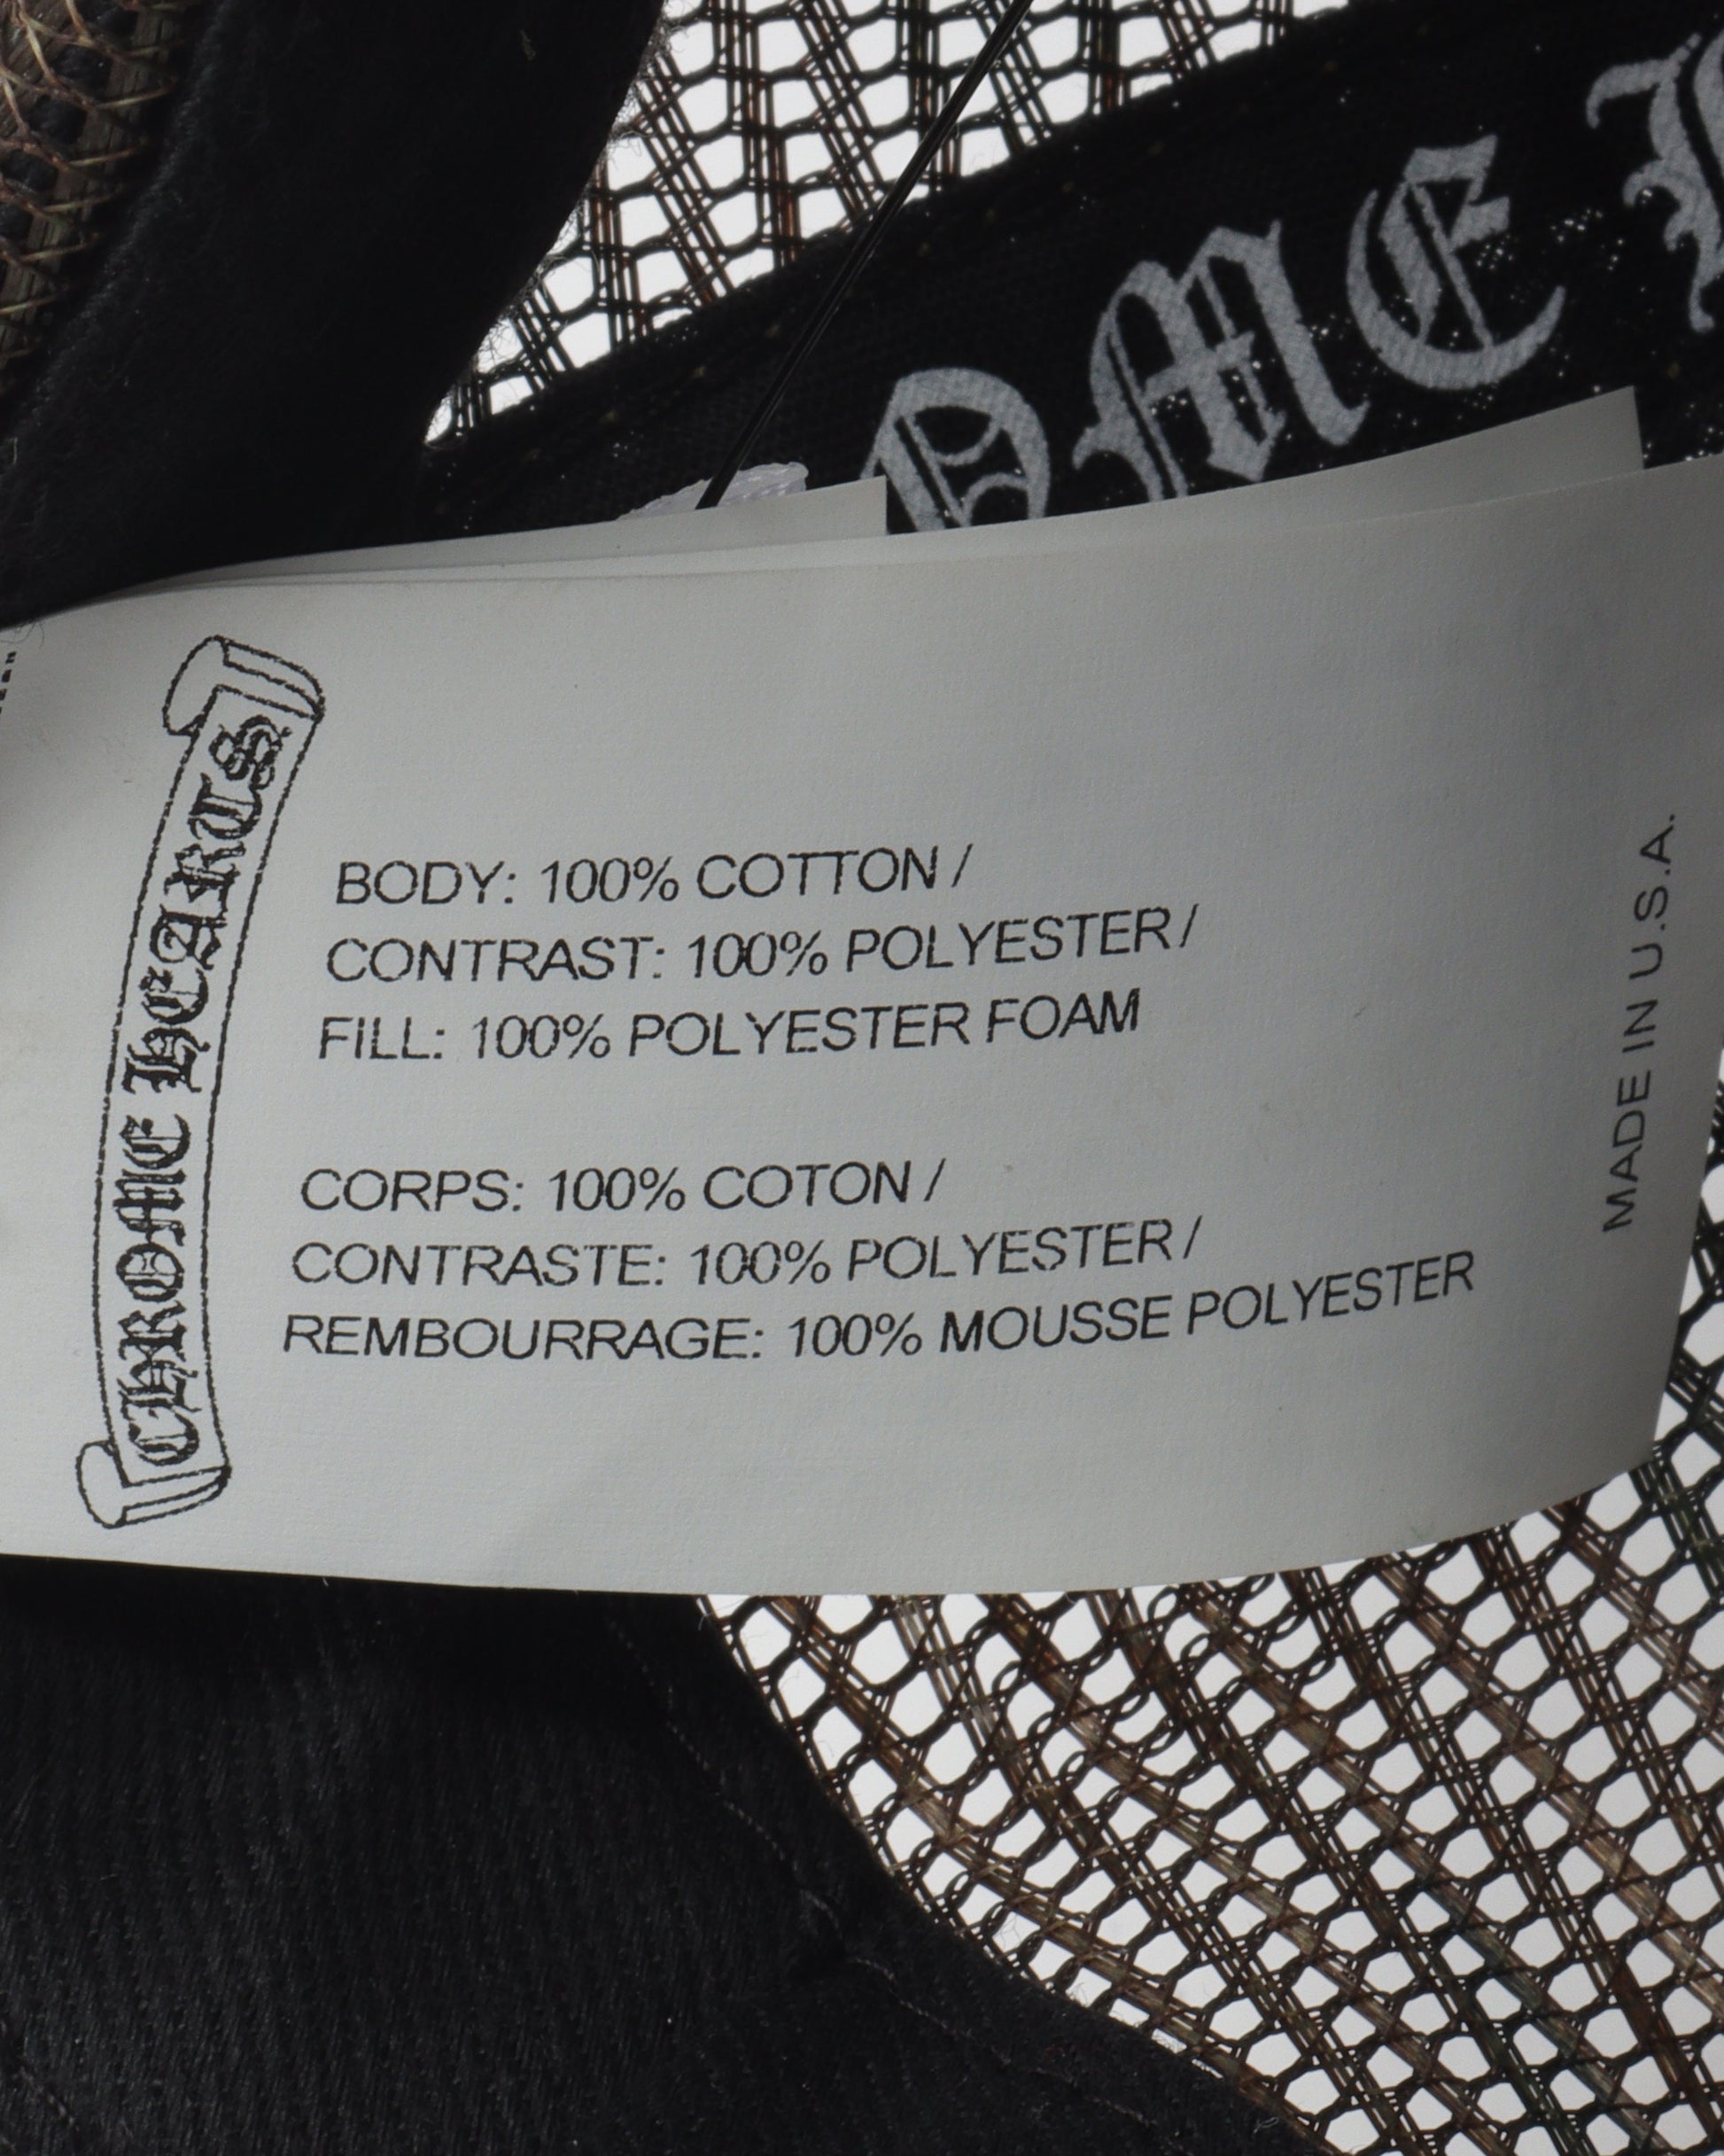 OME
CHROME HEARTS
BODY: 100% COTTON /
CONTRAST: 100% POLYESTER /
FILL: 100% POLYESTER FOAM
CORPS: 100% COTON /
CONTRASTE: 100% POLYESTER /
REMBOURRAGE: 100% MOUSSE POLYESTER
MADE IN U.S.A.